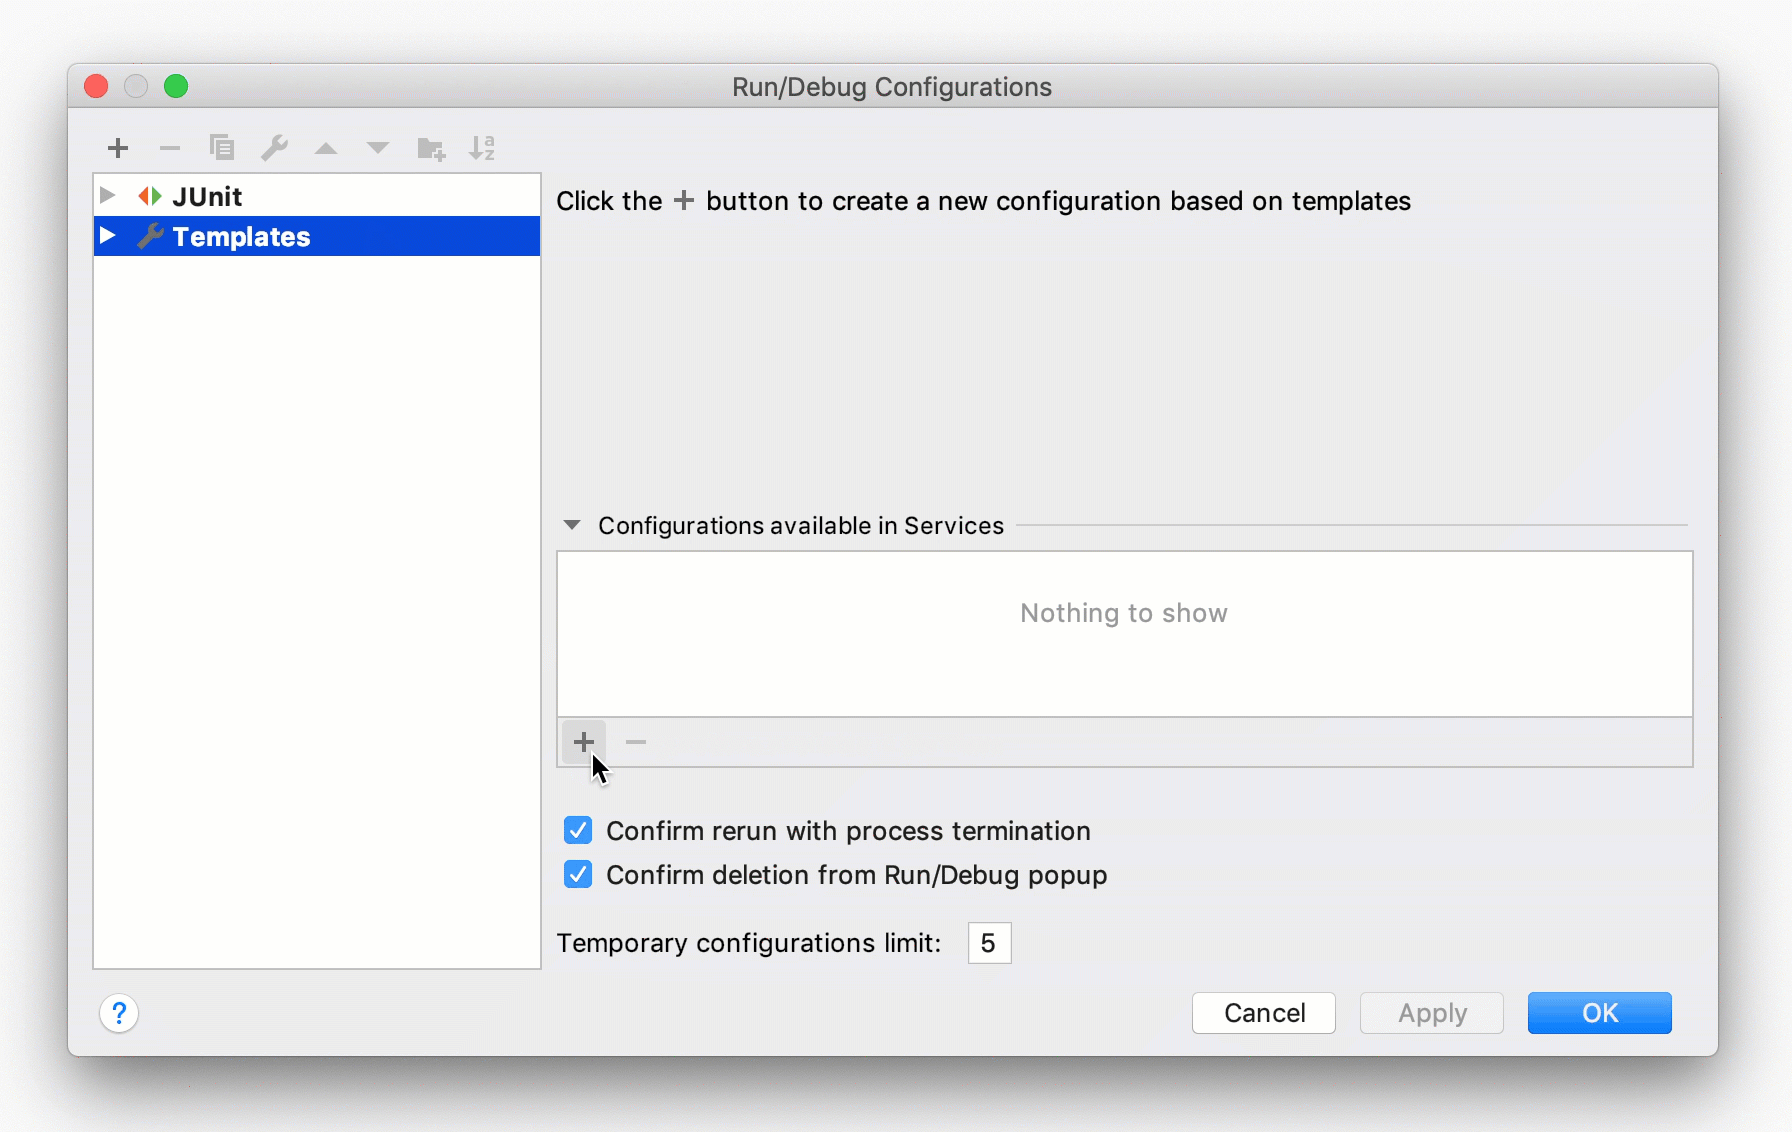 Run/Debug Configurations
JUnit
Templates
Click the + button to create a new configuration based on templates
Configurations available in Services
Nothing to show
Confirm rerun with process termination
Confirm deletion from Run/Debug popup
Temporary configurations limit: 5
? Cancel Apply OK